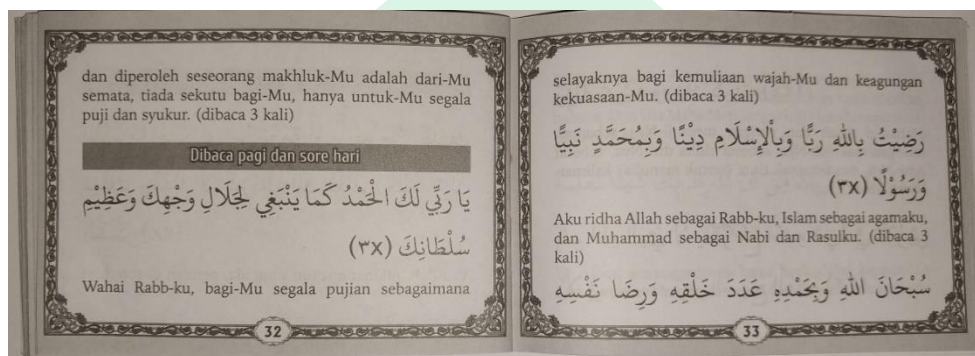 dan diperoleh seseorang makhluk-Mu adalah dari-Mu
semata, tiada sekutu bagi-Mu, hanya untuk-Mu segala
puji dan syukur. (dibaca 3 kali)
Dibaca pagi dan sore hari
يَا رَبِّي لَكَ الْحَمْدُ كَمَا يَنْبَغِي لِجَلَالِ وَجْهِكَ وَعَظِيْمِ
سُلْطَانِكَ (٣x)
Wahai Rabb-ku, bagi-Mu segala pujian sebagaimana
32
selayaknya bagi kemuliaan wajah-Mu dan keagungan
kekuasaan-Mu. (dibaca 3 kali)
رَضِيْتُ بِاللهِ رَبًّا وَبِالْإِسْلَامِ دِيْنًا وَبِمُحَمَّدٍ نَبِيًّا
وَرَسُوْلًا (٣x)
Aku ridha Allah sebagai Rabb-ku, Islam sebagai agamaku,
dan Muhammad sebagai Nabi dan Rasulku. (dibaca 3
kali)
سُبْحَانَ اللهِ وَبِحَمْدِهِ عَدَدَ خَلْقِهِ وَرِضَا نَفْسِهِ
33